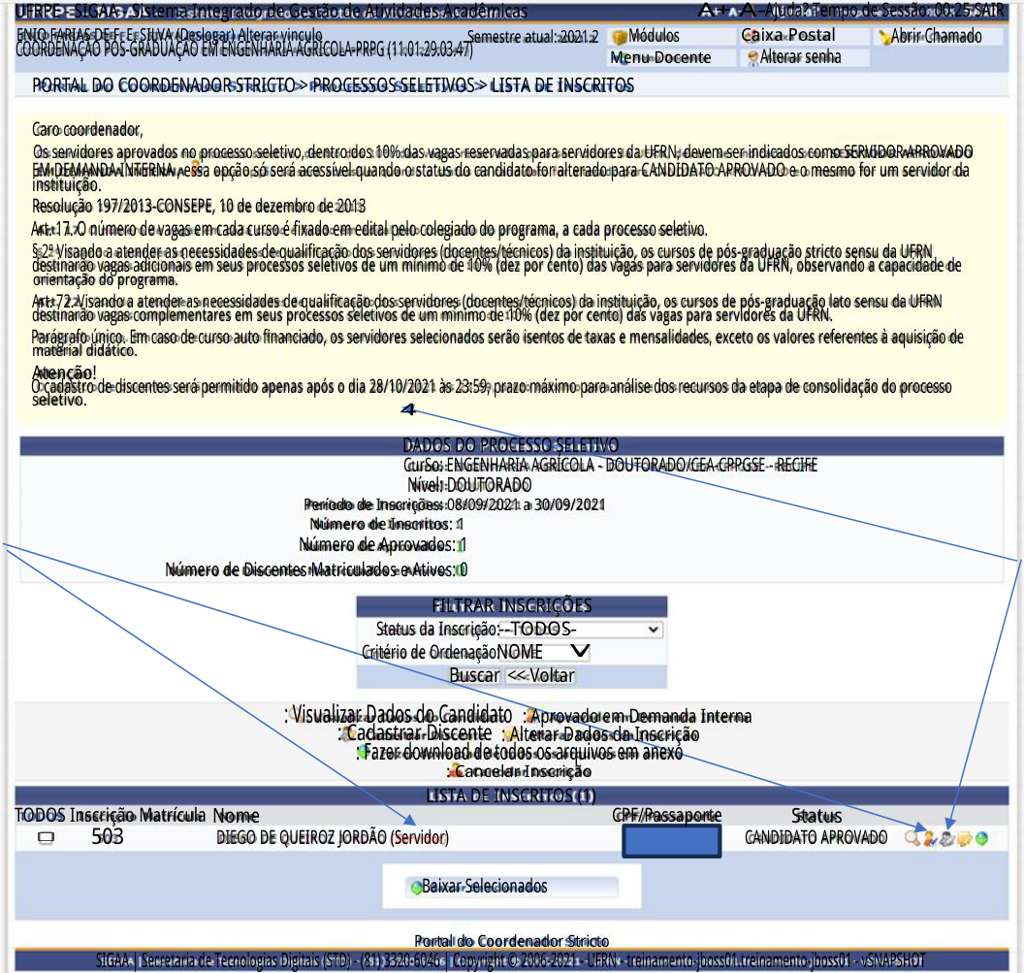 UFRPE - SIGAA - Sistema Integrado de Gestão de Atividades Acadêmicas A+ A- Ajuda? Tempo de Sessão: 00:25 SAIR
ENIO FARIAS DE F. E. SILVA (Deslogar) Alterar vínculo Semestre atual: 2021.2 Módulos Caixa Postal Abrir Chamado
COORDENAÇÃO PÓS-GRADUAÇÃO EM ENGENHARIA AGRÍCOLA-PRPG (11.01.29.03.47) Menu Docente Alterar senha
PORTAL DO COORDENADOR STRICTO > PROCESSOS SELETIVOS > LISTA DE INSCRITOS
Caro coordenador,
Os servidores aprovados no processo seletivo, dentro dos 10% das vagas reservadas para servidores da UFRN, devem ser indicados como SERVIDOR APROVADO
EM DEMANDA INTERNA essa opção só será acessível quando o status do candidato for alterado para CANDIDATO APROVADO e o mesmo for um servidor da
instituição.
Resolução 197/2013-CONSEPE, 10 de dezembro de 2013
Art. 17. O número de vagas em cada curso é fixado em edital pelo colegiado do programa, a cada processo seletivo.
§ 2º Visando a atender as necessidades de qualificação dos servidores (docentes/técnicos) da instituição, os cursos de pós-graduação stricto sensu da UFRN
destinarão vagas adicionais em seus processos seletivos de um mínimo de 10% (dez por cento) das vagas para servidores da UFRN, observando a capacidade de
orientação do programa.
Art. 72. Visando a atender as necessidades de qualificação dos servidores (docentes/técnicos) da instituição, os cursos de pós-graduação lato sensu da UFRN
destinarão vagas complementares em seus processos seletivos de um mínimo de 10% (dez por cento) das vagas para servidores da UFRN.
Parágrafo único. Em caso de curso auto financiado, os servidores selecionados serão isentos de taxas e mensalidades, exceto os valores referentes à aquisição de
material didático.
Atenção!
O cadastro de discentes será permitido apenas após o dia 28/10/2021 às 23:59, prazo máximo para análise dos recursos da etapa de consolidação do processo
seletivo.
DADOS DO PROCESSO SELETIVO
Curso: ENGENHARIA AGRÍCOLA - DOUTORADO/CEA-CPPGSE - RECIFE
Nível: DOUTORADO
Período de Inscrições: 08/09/2021 a 30/09/2021
Número de Inscritos: 1
Número de Aprovados: 1
Número de Discentes Matriculados e Ativos: 0
FILTRAR INSCRIÇÕES
Status da Inscrição: --TODOS-
Critério de Ordenação: NOME
Buscar << Voltar
: Visualizar Dados do Candidato : Aprovado em Demanda Interna
: Cadastrar Discente : Alterar Dados da Inscrição
: Fazer download de todos os arquivos em anexo
: Cancelar Inscrição
LISTA DE INSCRITOS (1)
TODOS Inscrição Matrícula Nome CPF/Passaporte Status
503 DIEGO DE QUEIROZ JORDÃO (Servidor) CANDIDATO APROVADO
Baixar Selecionados
Portal do Coordenador Stricto
SIGAA | Secretaria de Tecnologias Digitais (STD) - (81) 3320-6046 | Copyright © 2006-2021 - UFRN - treinamento-jboss01.treinamento-jboss01 - vSNAPSHOT